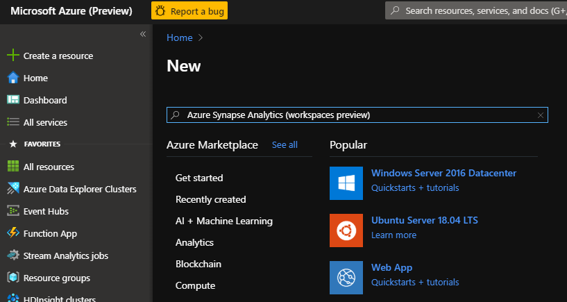 Microsoft Azure (Preview)
Report a bug
Search resources, services, and docs (G+
«
Create a resource
Home
Dashboard
All services
FAVORITES
All resources
Azure Data Explorer Clusters
Event Hubs
Function App
Stream Analytics jobs
Resource groups
HDInsight clusters
Home >
New
Azure Synapse Analytics (workspaces preview)
Azure Marketplace See all
Get started
Recently created
AI + Machine Learning
Analytics
Blockchain
Compute
Popular
Windows Server 2016 Datacenter
Quickstarts + tutorials
Ubuntu Server 18.04 LTS
Learn more
Web App
Quickstarts + tutorials